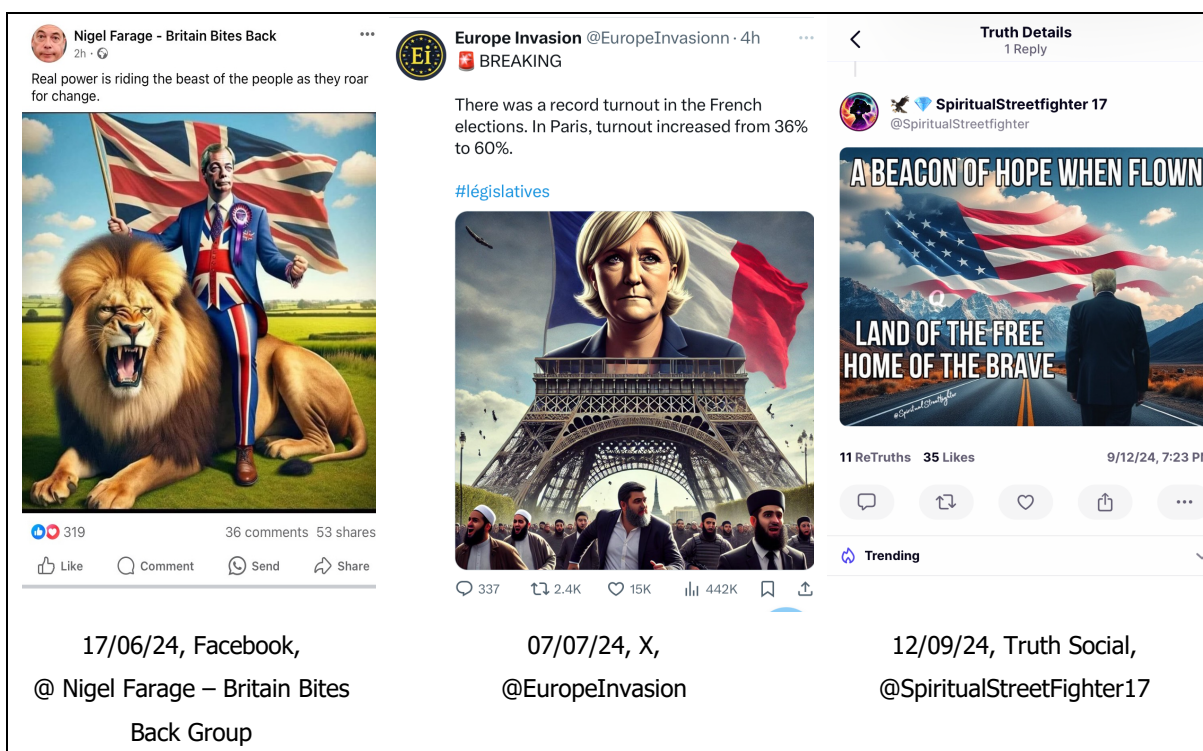 Nigel Farage - Britain Bites Back
2h ·
Real power is riding the beast of the people as they roar
for change.
319
36 comments 53 shares
Like
Comment
Send
Share
17/06/24, Facebook,
@ Nigel Farage – Britain Bites
Back Group
Ei
Europe Invasion @EuropeInvasionn · 4h
BREAKING
There was a record turnout in the French
elections. In Paris, turnout increased from 36%
to 60%.
#législatives
337
2.4K
15K
442K
07/07/24, X,
@EuropeInvasion
Truth Details
1 Reply
SpiritualStreetfighter 17
@SpiritualStreetfighter
A BEACON OF HOPE WHEN FLOWN
Q
LAND OF THE FREE
HOME OF THE BRAVE
@SpiritualStreetfighter
11 ReTruths 35 Likes
9/12/24, 7:23 P
Trending
12/09/24, Truth Social,
@SpiritualStreetFighter17